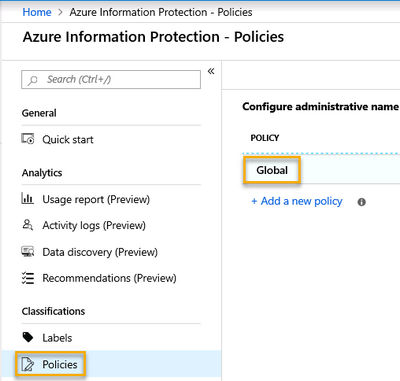 Home > Azure Information Protection - Policies
Azure Information Protection - Policies
Search (Ctrl+/)
«
General
Quick start
Analytics
Usage report (Preview)
Activity logs (Preview)
Data discovery (Preview)
Recommendations (Preview)
Classifications
Labels
Policies
Configure administrative name
POLICY
Global
+ Add a new policy